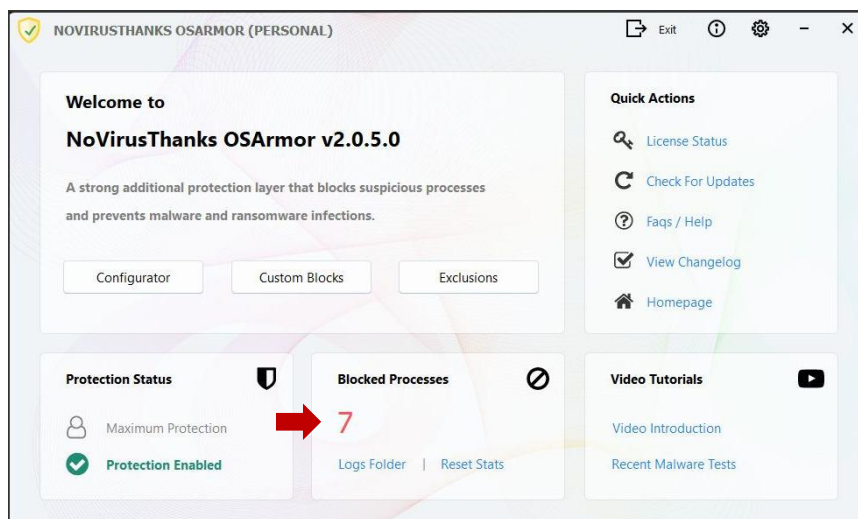 NOVIRUSTHANKS OSARMOR (PERSONAL)
Exit
Welcome to
NoVirusThanks OSArmor v2.0.5.0
A strong additional protection layer that blocks suspicious processes
and prevents malware and ransomware infections.
Configurator
Custom Blocks
Exclusions
Quick Actions
License Status
Check For Updates
Faqs / Help
View Changelog
Homepage
Protection Status
Maximum Protection
Protection Enabled
Blocked Processes
7
Logs Folder | Reset Stats
Video Tutorials
Video Introduction
Recent Malware Tests